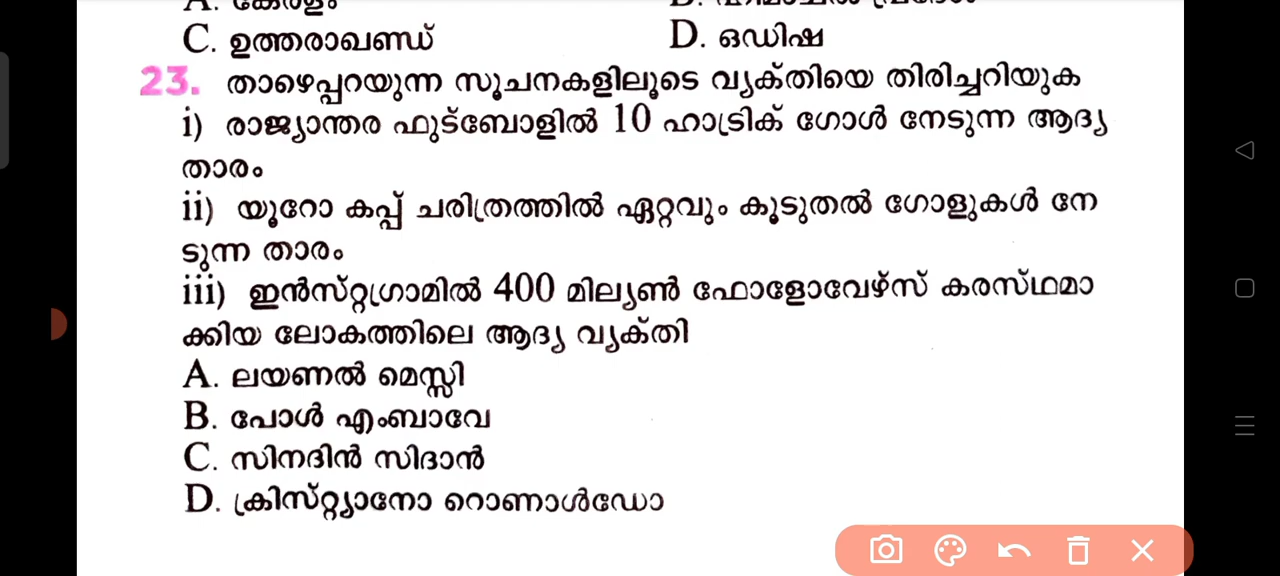 C. ഉത്തരാഖണ്ഡ് D. ഒഡിഷ
23. താഴെപ്പറയുന്ന സൂചനകളിലൂടെ വ്യക്തിയെ തിരിച്ചറിയുക
i) രാജ്യാന്തര ഫുട്ബോളിൽ 10 ഹാട്രിക് ഗോൾ നേടുന്ന ആദ്യ
താരം
ii) യൂറോ കപ്പ് ചരിത്രത്തിൽ ഏറ്റവും കൂടുതൽ ഗോളുകൾ നേ
ടുന്ന താരം
iii) ഇൻസ്റ്റഗ്രാമിൽ 400 മില്യൺ ഫോളോവേഴ്സ് കരസ്ഥമാ
ക്കിയ ലോകത്തിലെ ആദ്യ വ്യക്തി
A. ലയണൽ മെസ്സി
B. പോൾ എംബാവേ
C. സിനദിൻ സിദാൻ
D. ക്രിസ്റ്റ്യാനോ റൊണാൾഡോ